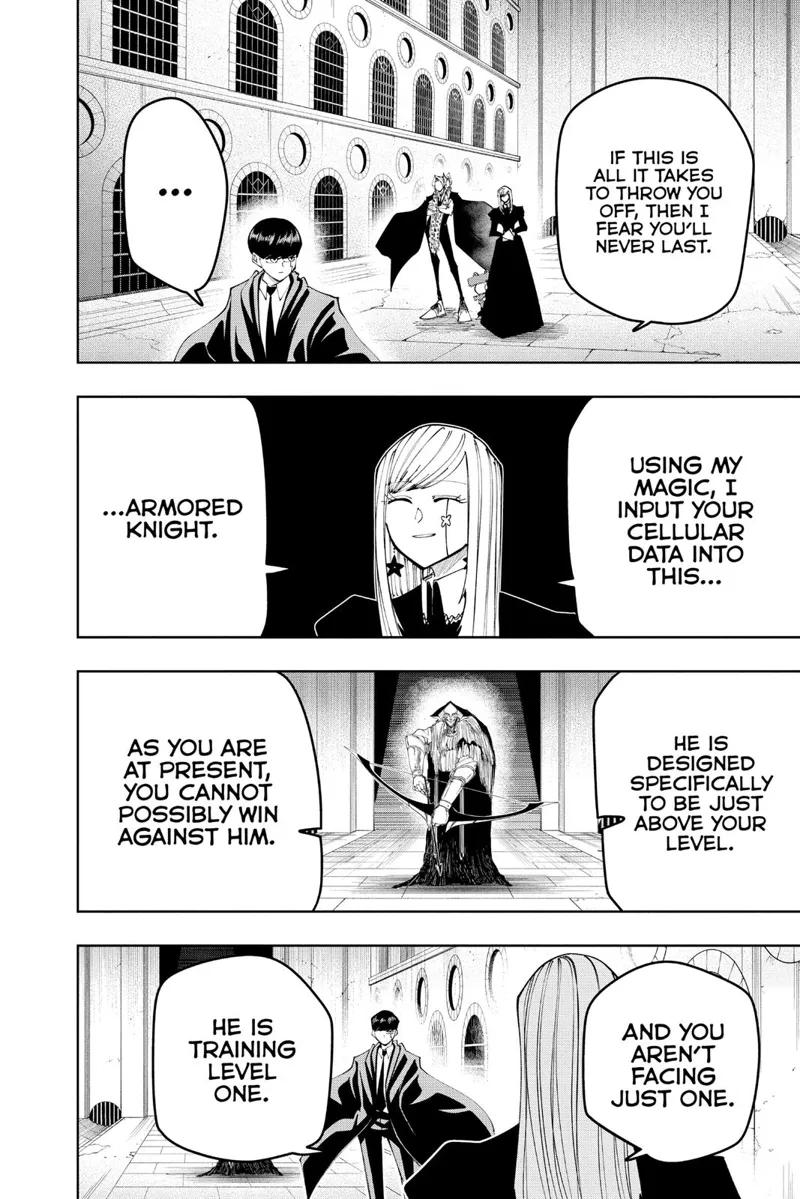 IF THIS IS
ALL IT TAKES
TO THROW YOU
OFF, THEN I
FEAR YOU'LL
NEVER LAST.
...
USING MY
MAGIC, I
INPUT YOUR
CELLULAR
DATA INTO
THIS...
...ARMORED
KNIGHT.
HE IS
DESIGNED
SPECIFICALLY
TO BE JUST
ABOVE YOUR
LEVEL.
AS YOU ARE
AT PRESENT,
YOU CANNOT
POSSIBLY WIN
AGAINST HIM.
AND YOU
AREN'T
FACING
JUST ONE.
HE IS
TRAINING
LEVEL
ONE.